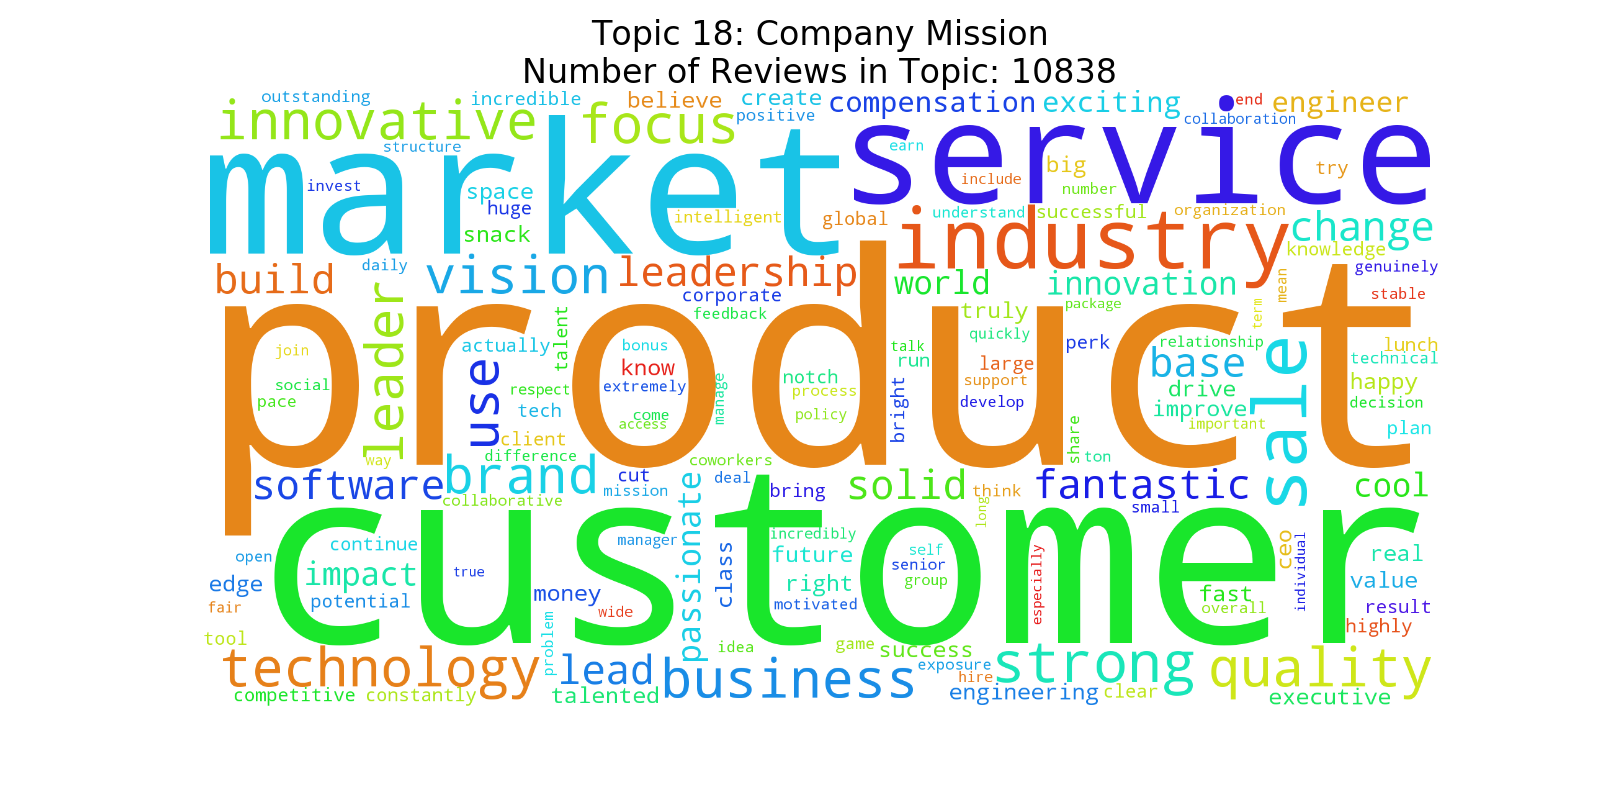 Topic 18: Company Mission
Number of Reviews in Topic: 10838
outstanding
incredible
believe
create
compensation
exciting
end
engineer
innovative
focus
positive
collaboration
service
market
structure
earn
big
try
invest
space
include
number
huge
intelligent
global
understand
successful
organization
change
snack
industry
knowledge
build
daily
vision
leadership
world
innovation
mean
genuinely
leader
corporate
truly
package
term
stable
feedback
product
talent
quickly
join
actually
bonus
talk
run
perk
relationship
sale
lunch
technical
use
know
large
base
social
respect
extremely
manage
notch
support
drive
happy
pace
process
bright
develop
improve
decision
tech
come
access
policy
share
important
plan
client
way
difference
coworkers
ton
software
brand
cut
deal
solid
think
fantastic
cool
mission
passionate
bring
long
small
collaborative
customer
continue
manager
incredibly
open
class
future
self
ceo
real
edge
impact
true
senior
especially
individual
value
right
group
potential
money
motivated
fast
result
fair
wide
overall
highly
tool
problem
idea
game
success
technology
lead
business
exposure
strong
quality
hire
competitive
constantly
talented
engineering
clear
executive